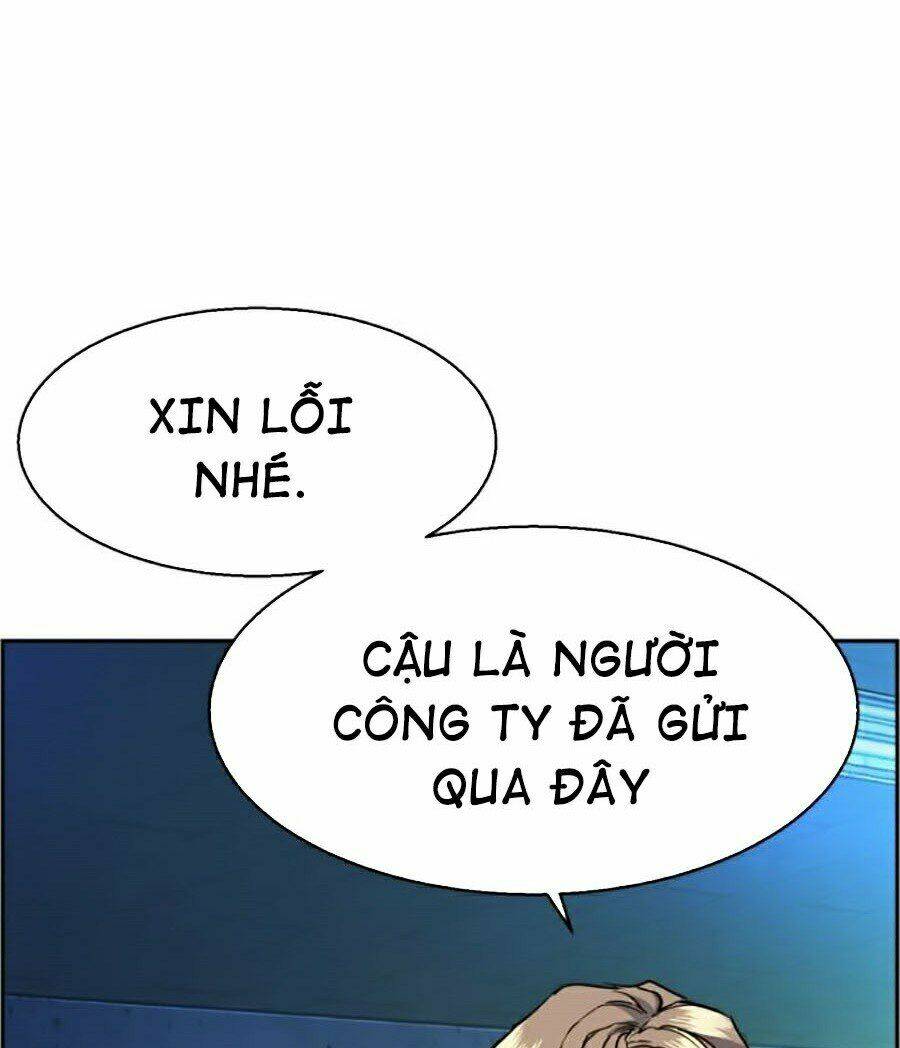 XIN LỖI
NHÉ.
CẬU LÀ NGƯỜI
CÔNG TY ĐÃ GỬI
QUA ĐÂY